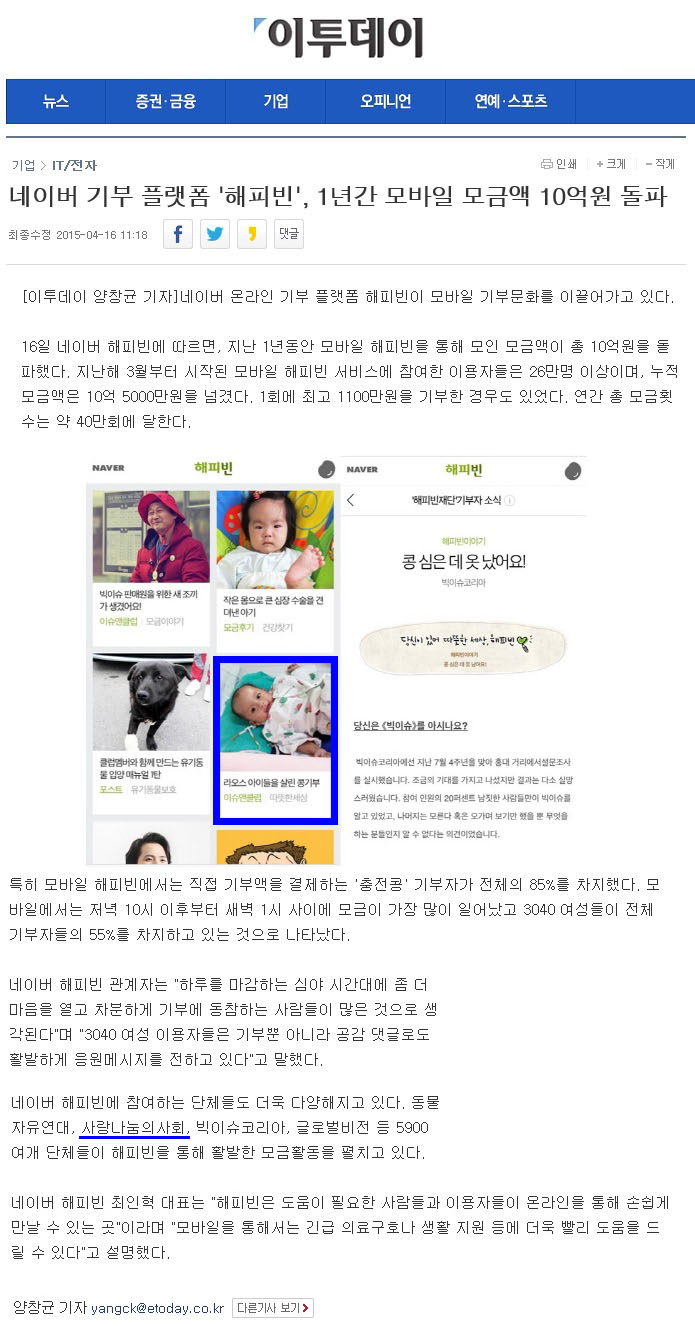 이투데이
뉴스 증권·금융 기업 오피니언 연예·스포츠
기업 > IT/전자
인쇄 + 크게 - 작게
네이버 기부 플랫폼 '해피빈', 1년간 모바일 모금액 10억원 돌파
최종수정 2015-04-16 11:18 댓글
[이투데이 양창균 기자]네이버 온라인 기부 플랫폼 해피빈이 모바일 기부문화를 이끌어가고 있다.
16일 네이버 해피빈에 따르면, 지난 1년동안 모바일 해피빈을 통해 모인 모금액이 총 10억원을 돌
파했다. 지난해 3월부터 시작된 모바일 해피빈 서비스에 참여한 이용자들은 26만명 이상이며, 누적
모금액은 10억 5000만원을 넘겼다. 1회에 최고 1100만원을 기부한 경우도 있었다. 연간 총 모금횟
수는 약 40만회에 달한다.
NAVER 해피빈
빅이슈 판매원을 위한 새 조끼
가 생겼어요!
이슈앤클립 모금이야기
작은 몸으로 큰 심장 수술을 견
뎌낸 아기
모금후기 건강찾기
클럽멤버와 함께 만드는 유기동
물 입양 매뉴얼 1탄
포스트 유기동물보호
라오스 아이들을 살린 콩기부
이슈앤클립 따뜻한세상
NAVER 해피빈
'해피빈재단'기부자 소식
해피빈이야기
콩 심은 데 옷 났어요!
빅이슈코리아
당신이 있어 따뜻한 세상, 해피빈
해피빈이야기
콩 심은 데 옷 났어요!
당신은 《빅이슈》를 아시나요?
빅이슈코리아에선 지난 7월 4주년을 맞아 홍대 거리에서설문조사
를 실시했습니다. 조금의 기대를 가지고 나섰지만 결과는 다소 실망
스러웠습니다. 참여 인원의 20퍼센트 남짓한 사람들만이 빅이슈를
알고 있었고, 나머지는 모른다 혹은 오가며 보기만 했을 뿐 무엇을
하는 분들인지 알 수 없다는 의견이었습니다.
특히 모바일 해피빈에서는 직접 기부액을 결제하는 '충전콩' 기부자가 전체의 85%를 차지했다. 모
바일에서는 저녁 10시 이후부터 새벽 1시 사이에 모금이 가장 많이 일어났고 3040 여성들이 전체
기부자들의 55%를 차지하고 있는 것으로 나타났다.
네이버 해피빈 관계자는 "하루를 마감하는 심야 시간대에 좀 더
마음을 열고 차분하게 기부에 동참하는 사람들이 많은 것으로 생
각된다"며 "3040 여성 이용자들은 기부뿐 아니라 공감 댓글로도
활발하게 응원메시지를 전하고 있다"고 말했다.
네이버 해피빈에 참여하는 단체들도 더욱 다양해지고 있다. 동물
자유연대, 사랑나눔의사회, 빅이슈코리아, 글로벌비전 등 5900
여개 단체들이 해피빈을 통해 활발한 모금활동을 펼치고 있다.
네이버 해피빈 최인혁 대표는 "해피빈은 도움이 필요한 사람들과 이용자들이 온라인을 통해 손쉽게
만날 수 있는 곳"이라며 "모바일을 통해서는 긴급 의료구호나 생활 지원 등에 더욱 빨리 도움을 드
릴 수 있다"고 설명했다.
양창균 기자 yangck@etoday.co.kr 다른기사 보기